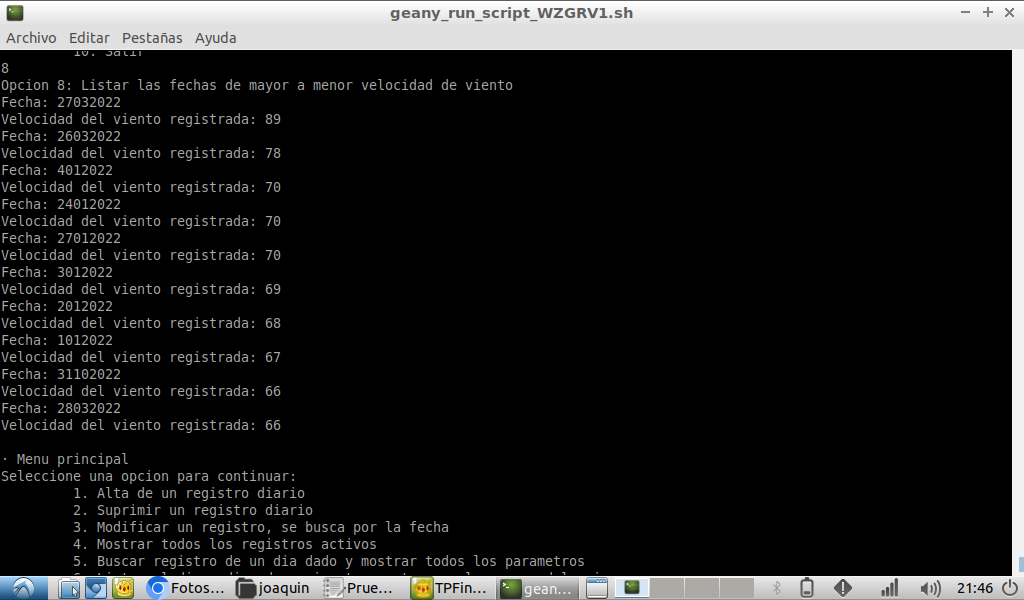 geany_run_script_WZGRV1.sh
Archivo Editar Pestañas Ayuda
10. Salir
8
Opcion 8: Listar las fechas de mayor a menor velocidad de viento
Fecha: 27032022
Velocidad del viento registrada: 89
Fecha: 26032022
Velocidad del viento registrada: 78
Fecha: 4012022
Velocidad del viento registrada: 70
Fecha: 24012022
Velocidad del viento registrada: 70
Fecha: 27012022
Velocidad del viento registrada: 70
Fecha: 3012022
Velocidad del viento registrada: 69
Fecha: 2012022
Velocidad del viento registrada: 68
Fecha: 1012022
Velocidad del viento registrada: 67
Fecha: 31102022
Velocidad del viento registrada: 66
Fecha: 28032022
Velocidad del viento registrada: 66
· Menu principal
Seleccione una opcion para continuar:
1. Alta de un registro diario
2. Suprimir un registro diario
3. Modificar un registro, se busca por la fecha
4. Mostrar todos los registros activos
5. Buscar registro de un dia dado y mostrar todos los parametros
Fotos... joaquin Prue... TPFin... gean... 21:46